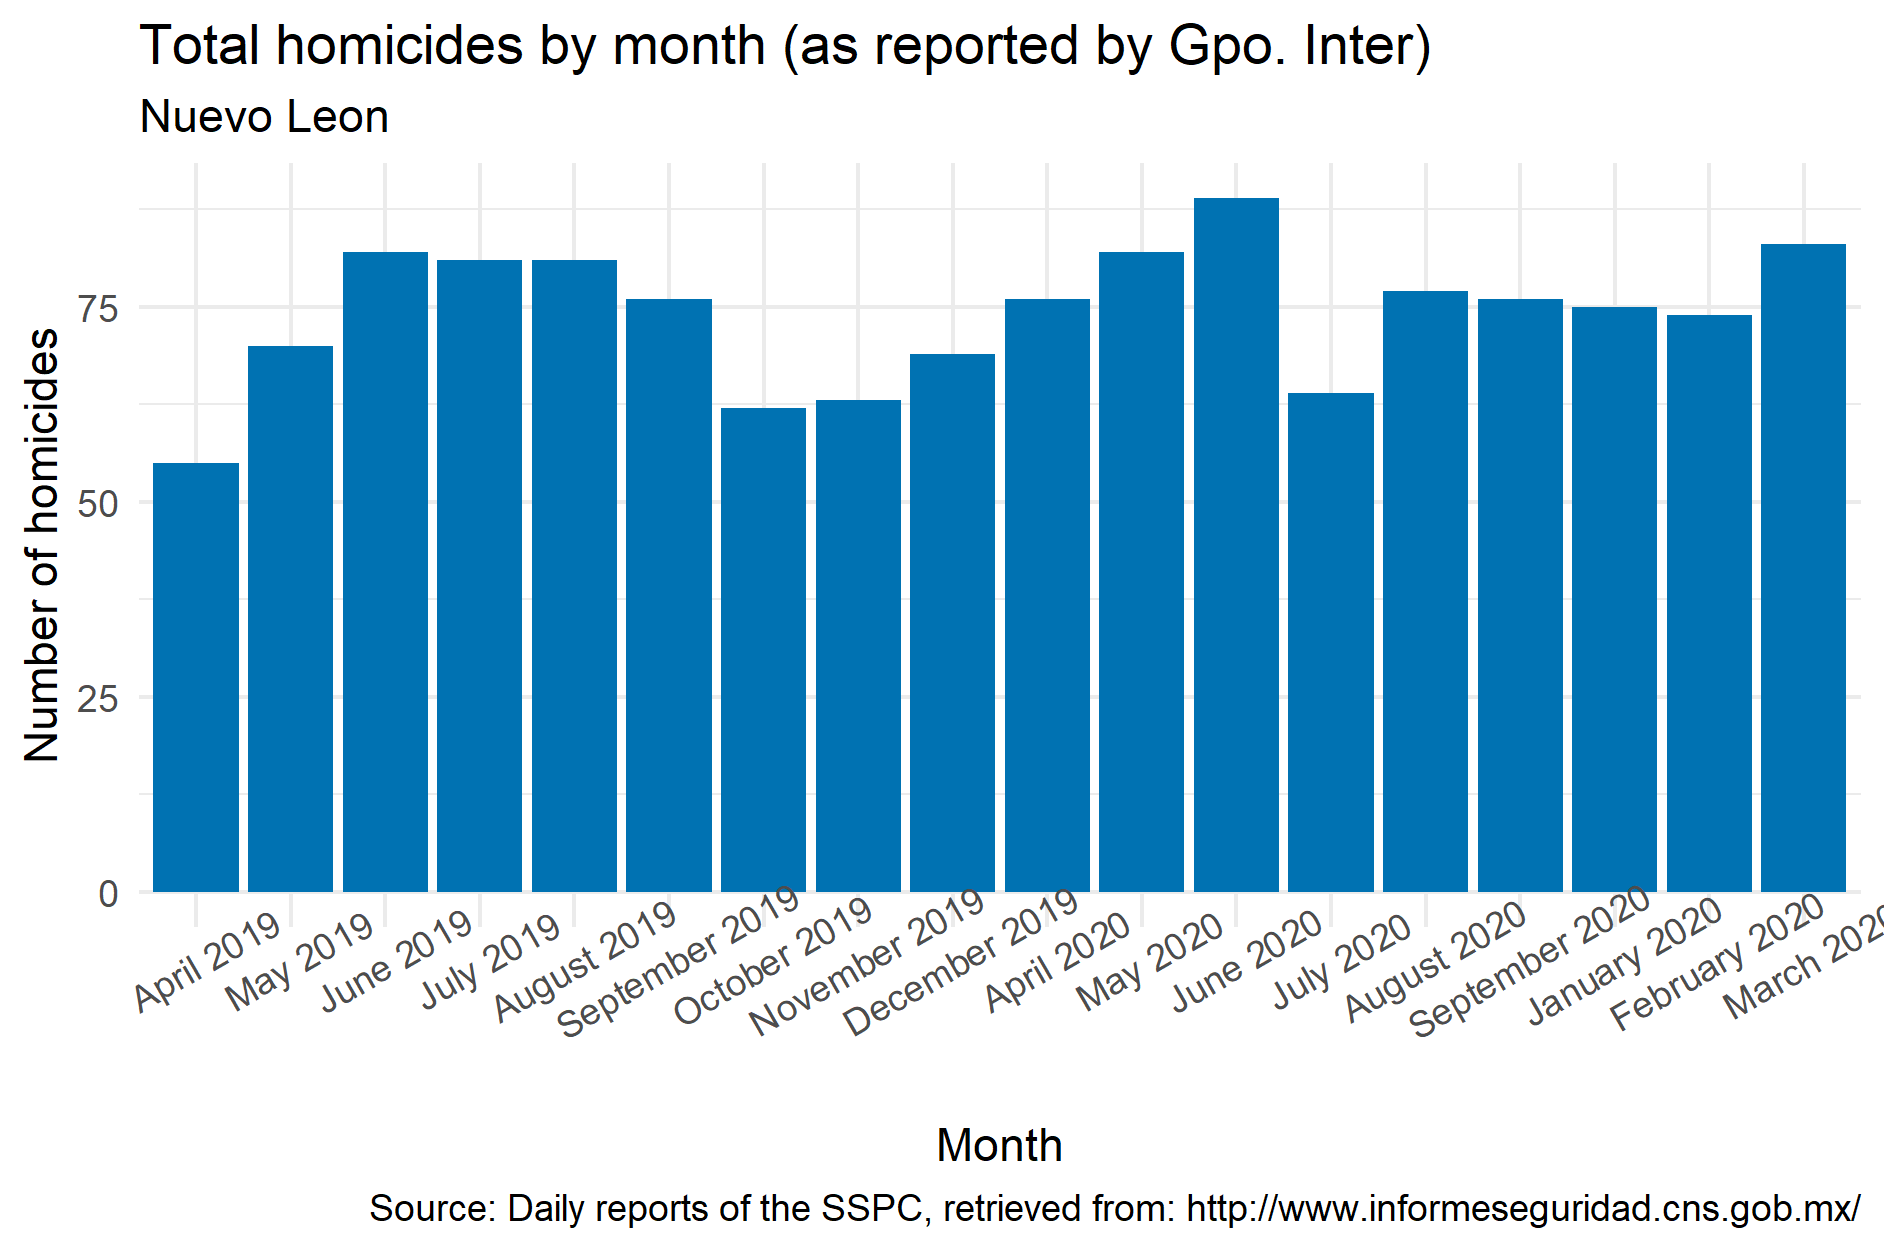 Total homicides by month (as reported by Gpo. Inter)
Nuevo Leon
Number of homicides
75
50
25
0
April 2019
May 2019
June 2019
July 2019
August 2019
September 2019
October 2019
November 2019
December 2019
April 2020
May 2020
June 2020
July 2020
August 2020
September 2020
January 2020
February 2020
March 2020
Month
Source: Daily reports of the SSPC, retrieved from: http://www.informeseguridad.cns.gob.mx/